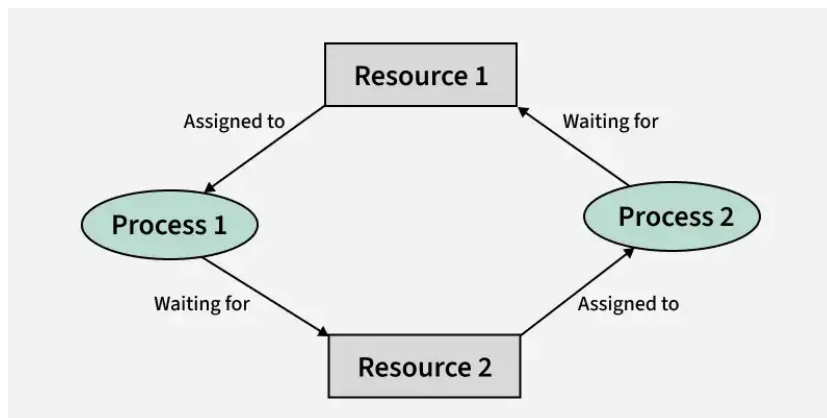 Resource 1
Assigned to
Waiting for
Process 1
Process 2
Waiting for
Assigned to
Resource 2